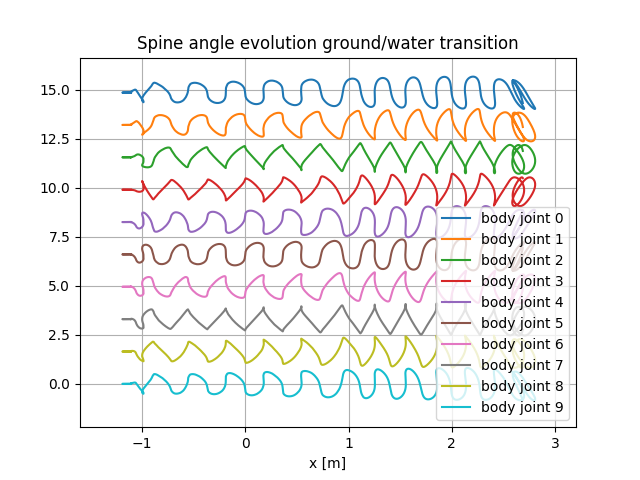 Spine angle evolution ground/water transition
15.0
12.5
10.0
7.5
5.0
2.5
0.0
body joint 0
body joint 1
body joint 2
body joint 3
body joint 4
body joint 5
body joint 6
body joint 7
body joint 8
body joint 9
−1 0 1 2 3
x [m]